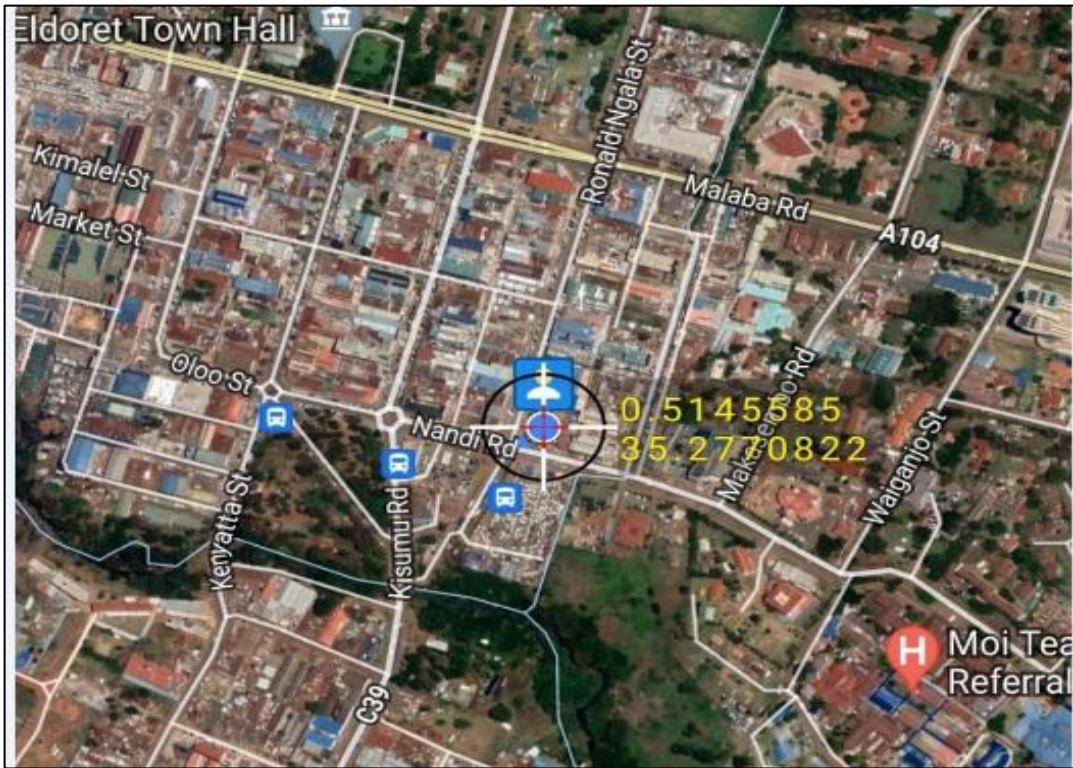 Eldoret Town Hall
Ronald Ngala St
Kimalel St
Malaba Rd
Market St
A104
Oloo St
0.5145585
35.2770822
Nandi Rd
Waiganjo St
Kenyatta St
Kisumu Rd
H
Moi Tea
Referral
C39